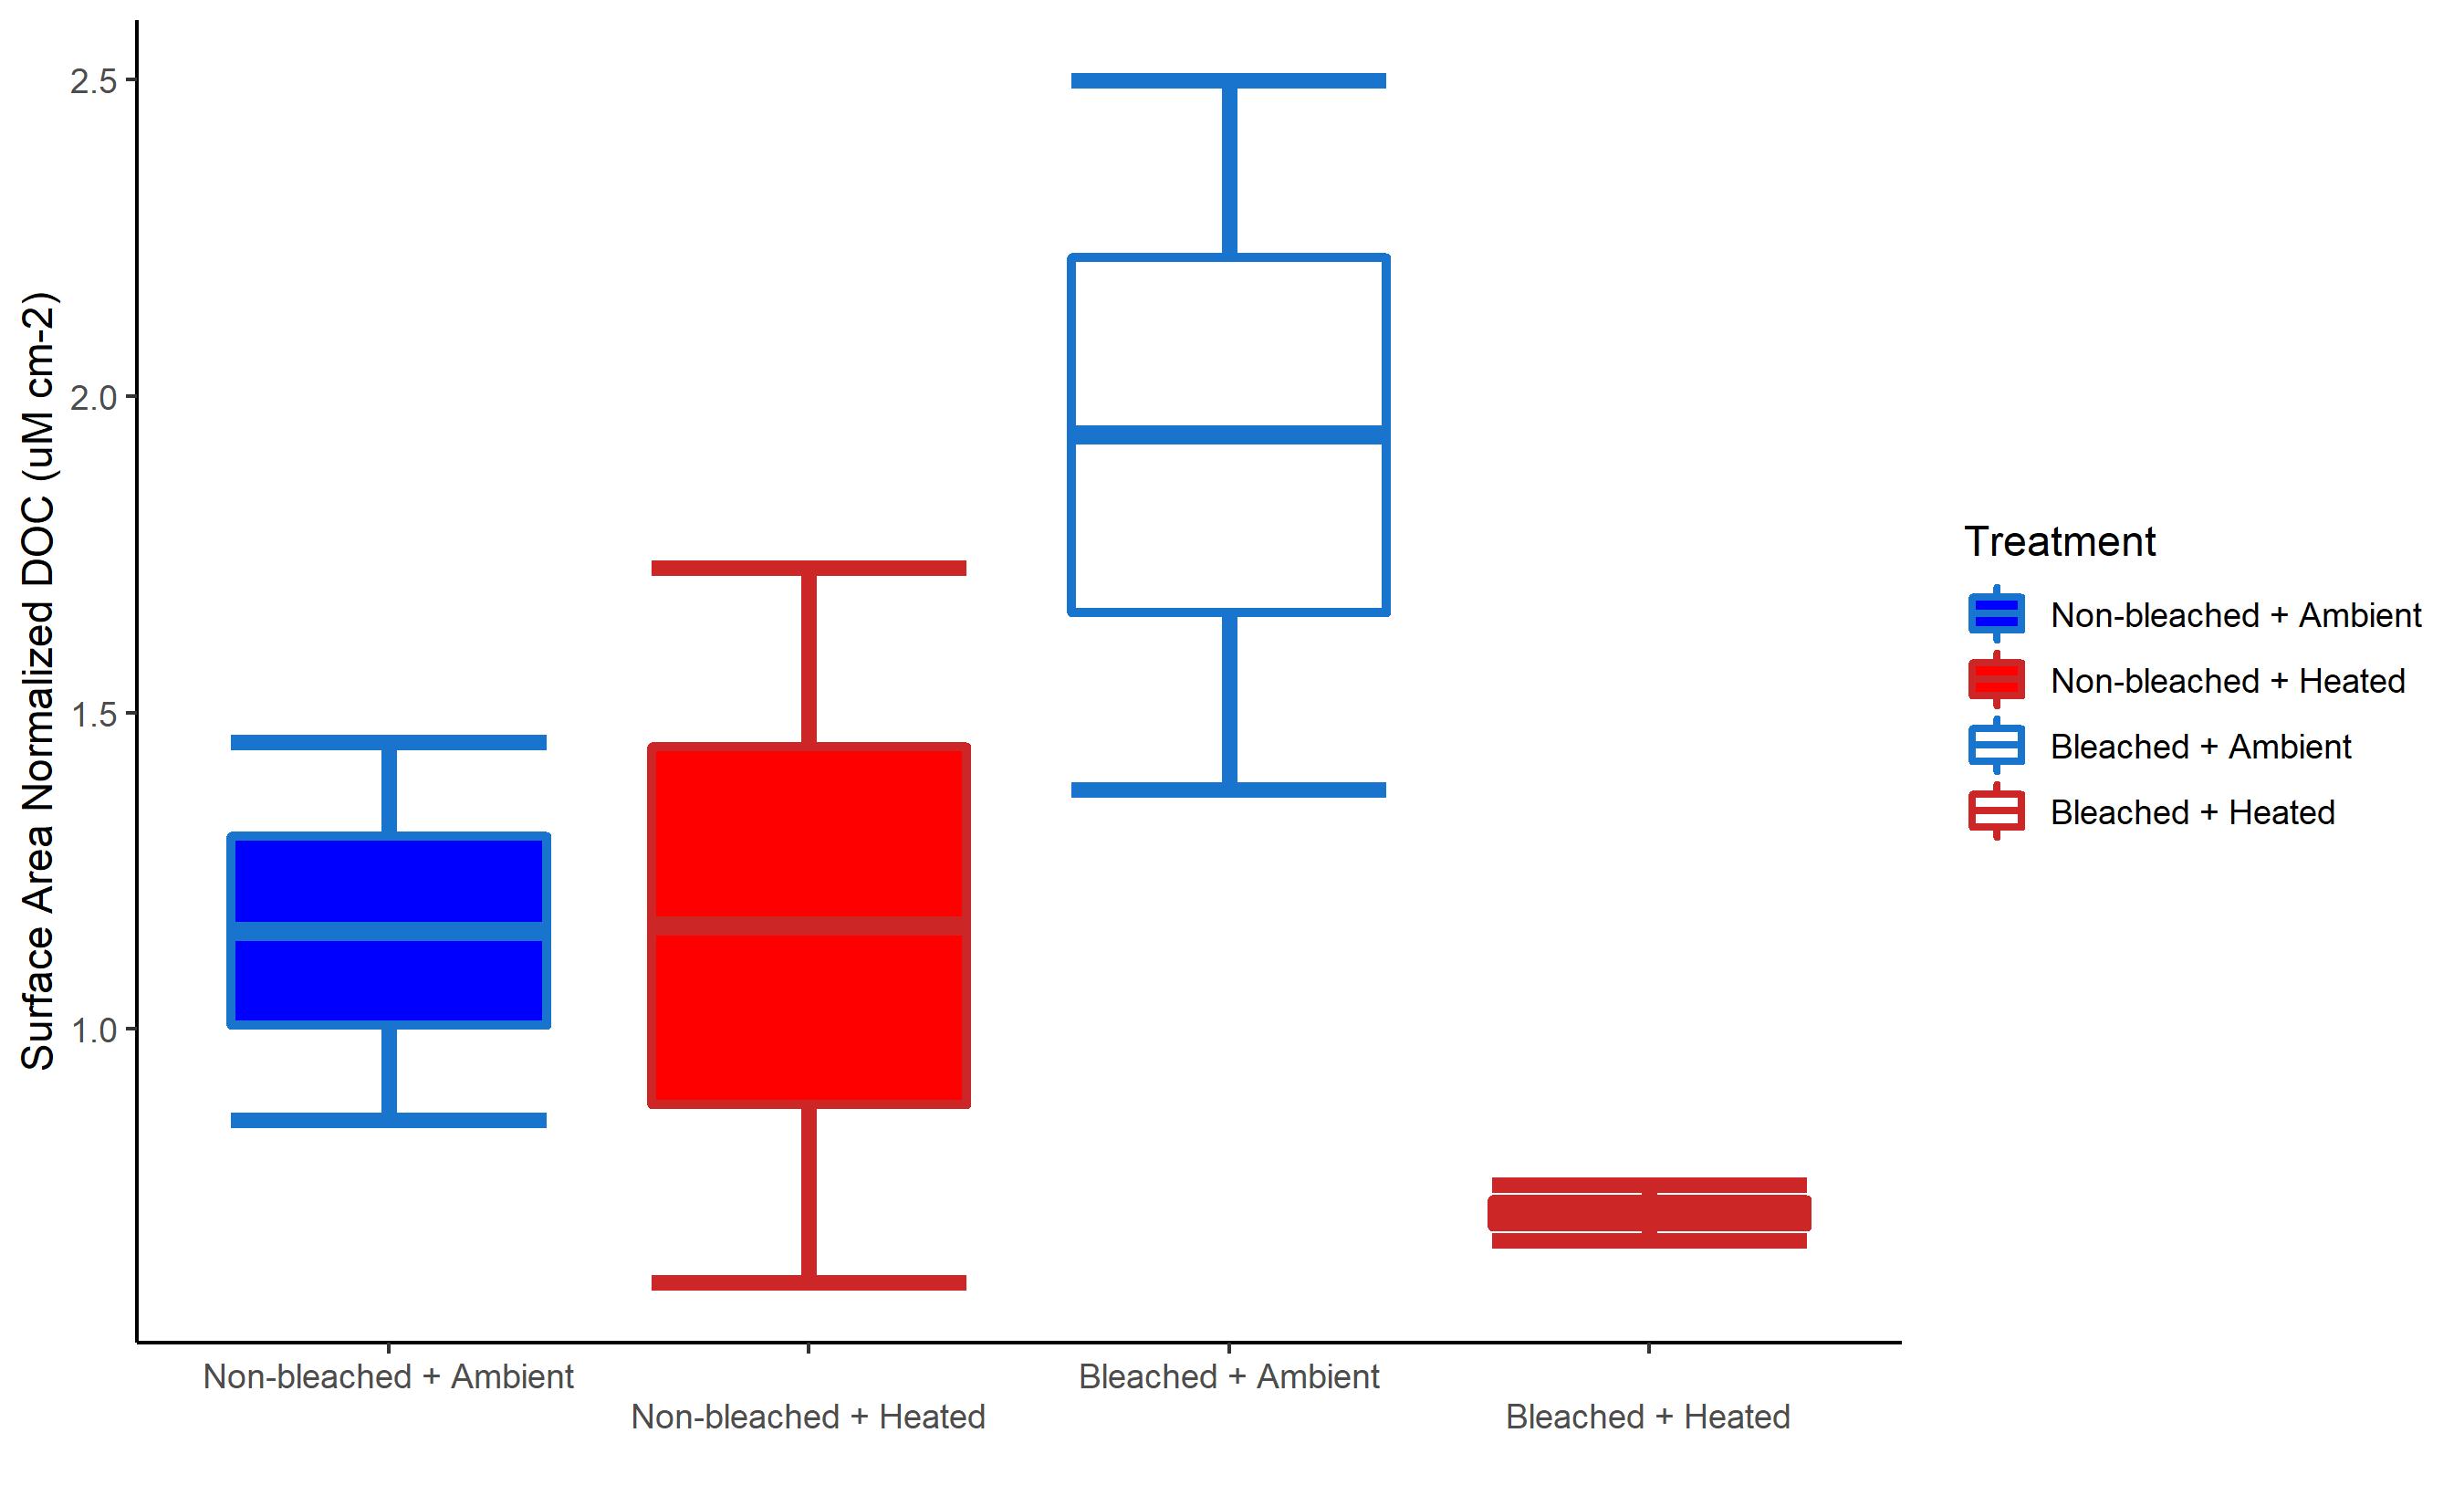 Surface Area Normalized DOC (uM cm-2)
2.5
2.0
1.5
1.0
Non-bleached + Ambient
Non-bleached + Heated
Bleached + Ambient
Bleached + Heated
Treatment
Non-bleached + Ambient
Non-bleached + Heated
Bleached + Ambient
Bleached + Heated